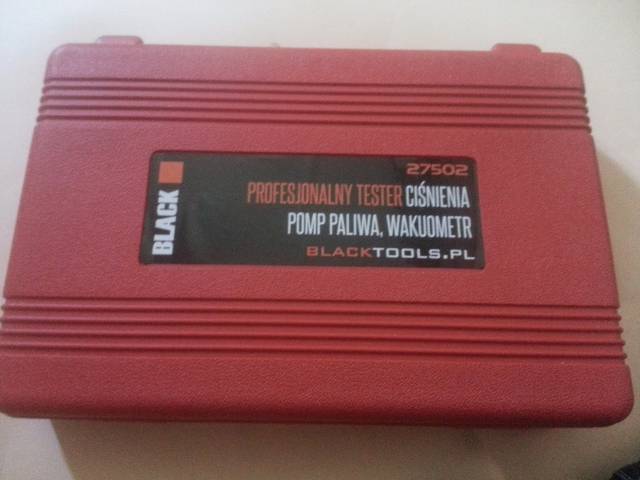 BLACK
27502
PROFESJONALNY TESTER CIŚNIENIA
POMP PALIWA, WAKUOMETR
BLACKTOOLS.PL